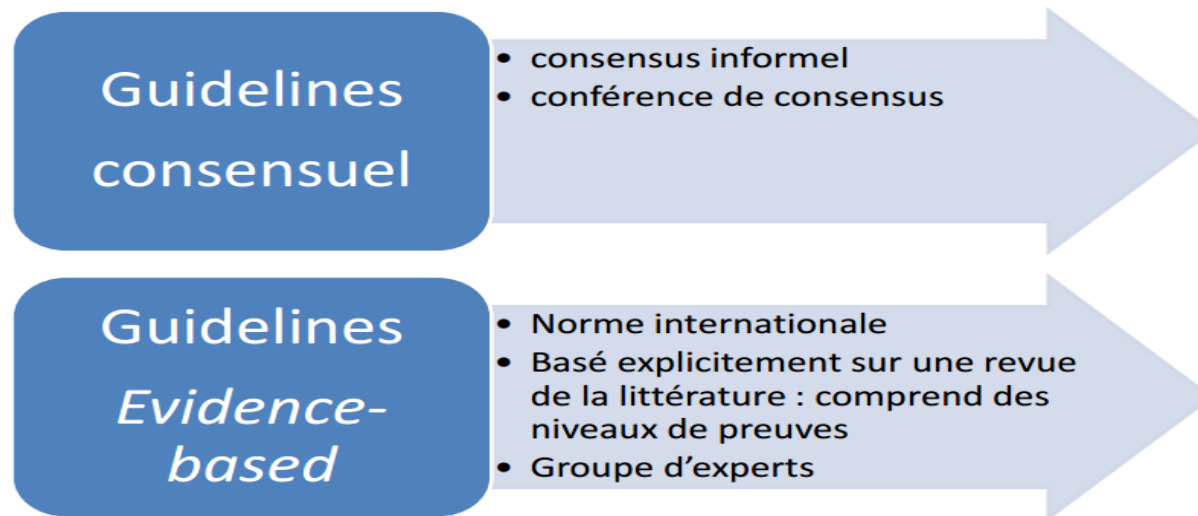 Guidelines
consensuel
• consensus informel
• conférence de consensus
Guidelines
Evidence-
based
• Norme internationale
• Basé explicitement sur une revue
de la littérature : comprend des
niveaux de preuves
• Groupe d’experts